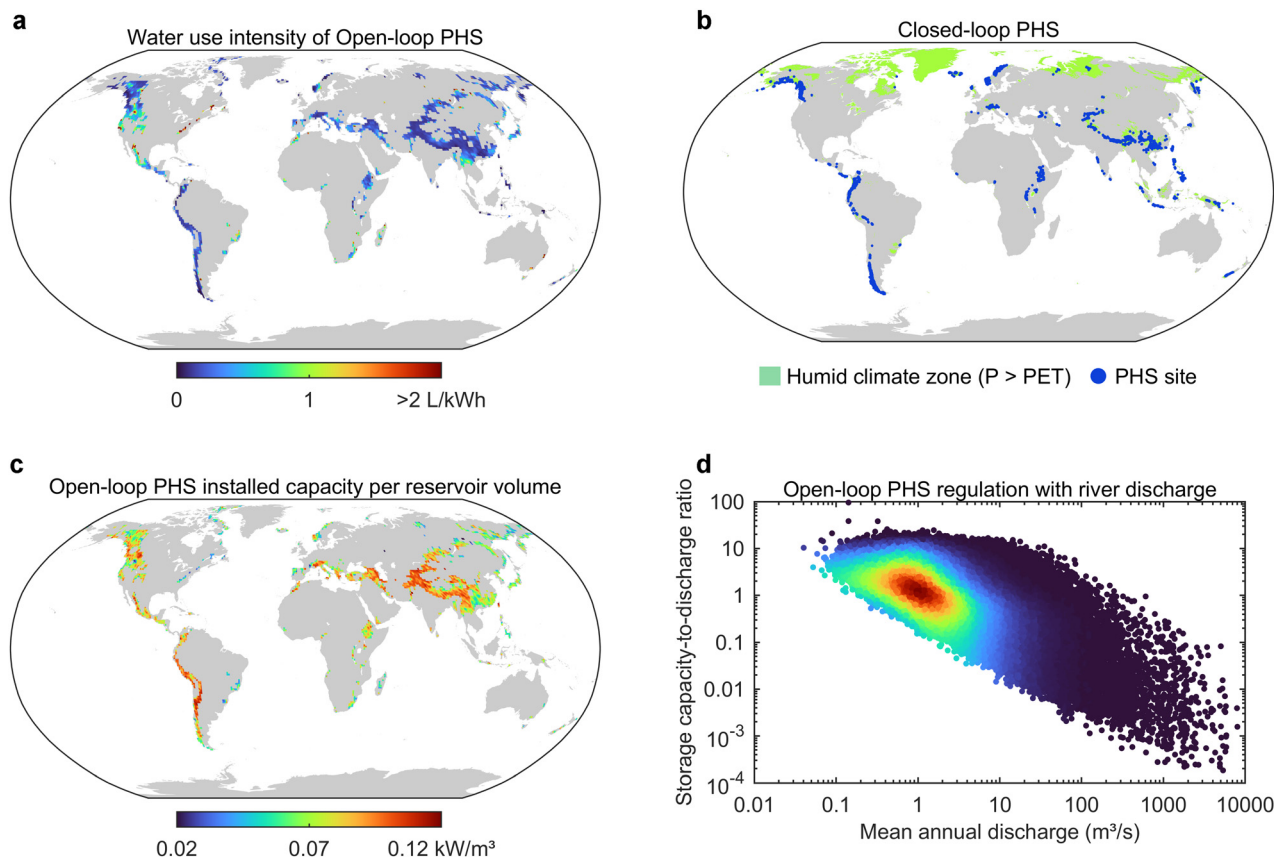 a
Water use intensity of Open-loop PHS
0 1 >2 L/kWh
b
Closed-loop PHS
Humid climate zone (P > PET) PHS site
c
Open-loop PHS installed capacity per reservoir volume
0.02 0.07 0.12 kW/m³
d
Open-loop PHS regulation with river discharge
Storage capacity-to-discharge ratio
100
10
1
0.1
0.01
10⁻³
10⁻⁴
0.01 0.1 1 10 100 1000 10000
Mean annual discharge (m³/s)